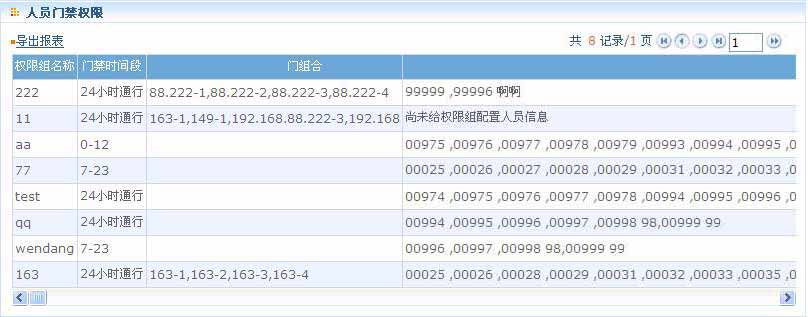 人员门禁权限
导出报表 共 8 记录/1 页 1
权限组名称 门禁时间段 门组合
222 24小时通行 88.222-1,88.222-2,88.222-3,88.222-4 99999 ,99996 啊啊
11 24小时通行 163-1,149-1,192.168.88.222-3,192.168 尚未给权限组配置人员信息
aa 0-12 00975 ,00976 ,00977 ,00978 ,00979 ,00993 ,00994 ,00995 ,0
77 7-23 00025 ,00026 ,00027 ,00028 ,00029 ,00031 ,00032 ,00033 ,0
test 24小时通行 00974 ,00975 ,00976 ,00977 ,00978 ,00994 ,00995 ,00996 ,0
qq 24小时通行 00994 ,00995 ,00996 ,00997 ,00998 98,00999 99
wendang 7-23 00996 ,00997 ,00998 98,00999 99
163 24小时通行 163-1,163-2,163-3,163-4 00025 ,00026 ,00028 ,00029 ,00031 ,00032 ,00033 ,00035 ,0